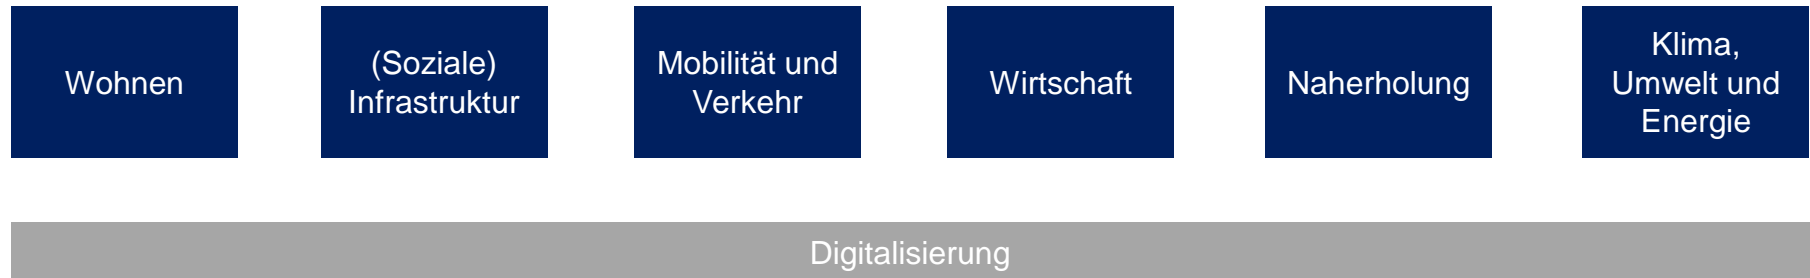 Wohnen
(Soziale)
Infrastruktur
Mobilität und
Verkehr
Wirtschaft
Naherholung
Klima,
Umwelt und
Energie
Digitalisierung